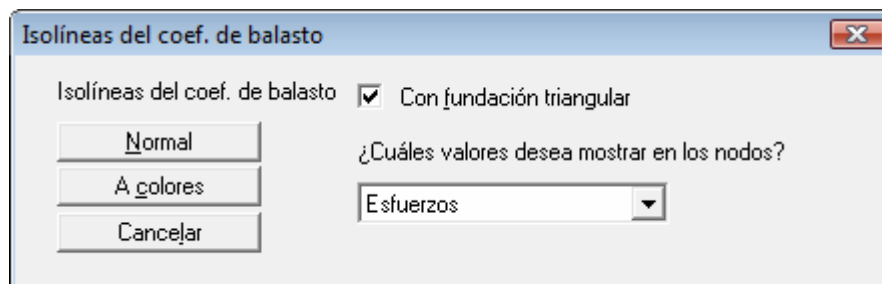 Isolíneas del coef. de balasto
Isolíneas del coef. de balasto
Con fundación triangular
Normal
¿Cuáles valores desea mostrar en los nodos?
A colores
Esfuerzos
Cancelar